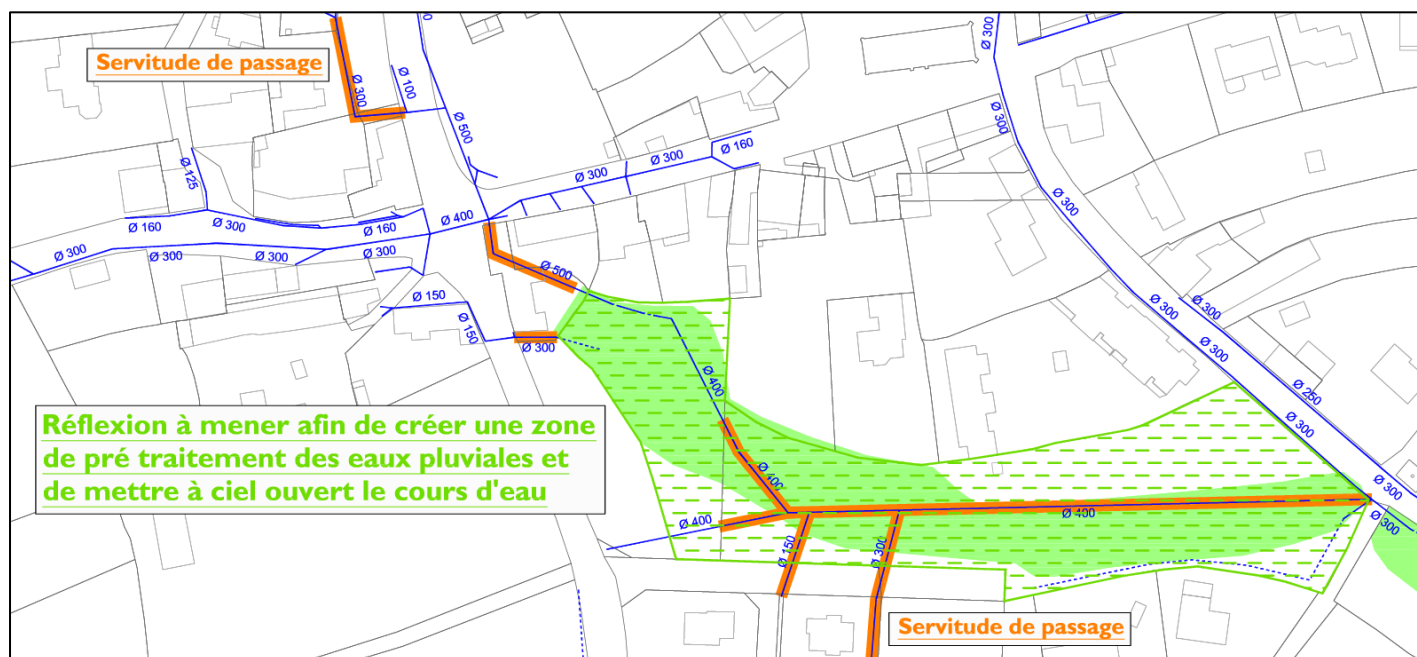 Ø 300
Servitude de passage
Ø 300
Ø 100
Ø 500
Ø 300
Ø 300
Ø 300
Ø 160
Ø 125
Ø 400
Ø 160
Ø 300
Ø 160
Ø 300
Ø 300
Ø 300
Ø 300
Ø 300
Ø 500
Ø 150
Ø 150
Ø 300
Ø 300
Ø 300
Ø 300
Ø 250
Ø 300
Ø 400
Réflexion à mener afin de créer une zone
de pré traitement des eaux pluviales et
de mettre à ciel ouvert le cours d'eau
Ø 400
Ø 400
Ø 400
Ø 300
Ø 300
Ø 150
Ø 300
Servitude de passage